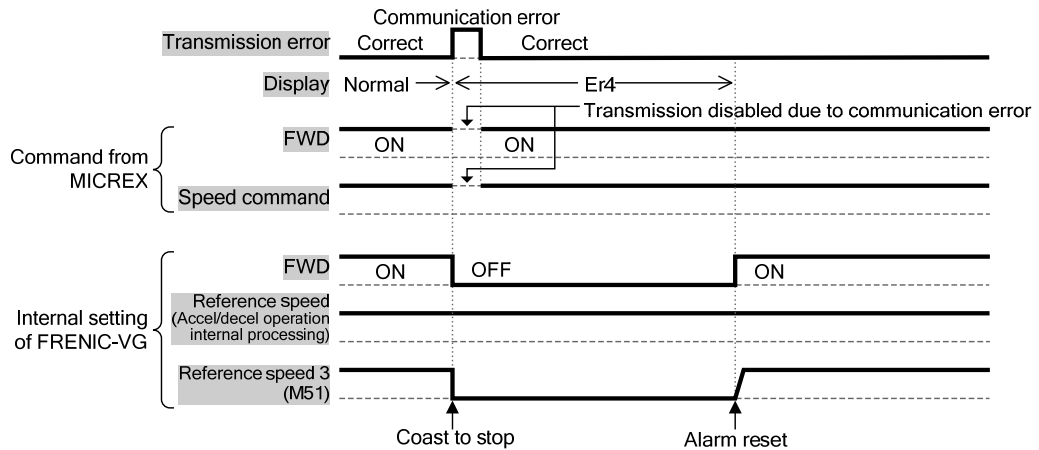 Communication error
Transmission error
Correct
Correct
Display
Normal
Er4
Transmission disabled due to communication error
Command from
MICREX
FWD
ON
ON
Speed command
Internal setting
of FRENIC-VG
FWD
ON
OFF
ON
Reference speed
(Accel/decel operation
internal processing)
Reference speed 3
(M51)
Coast to stop
Alarm reset